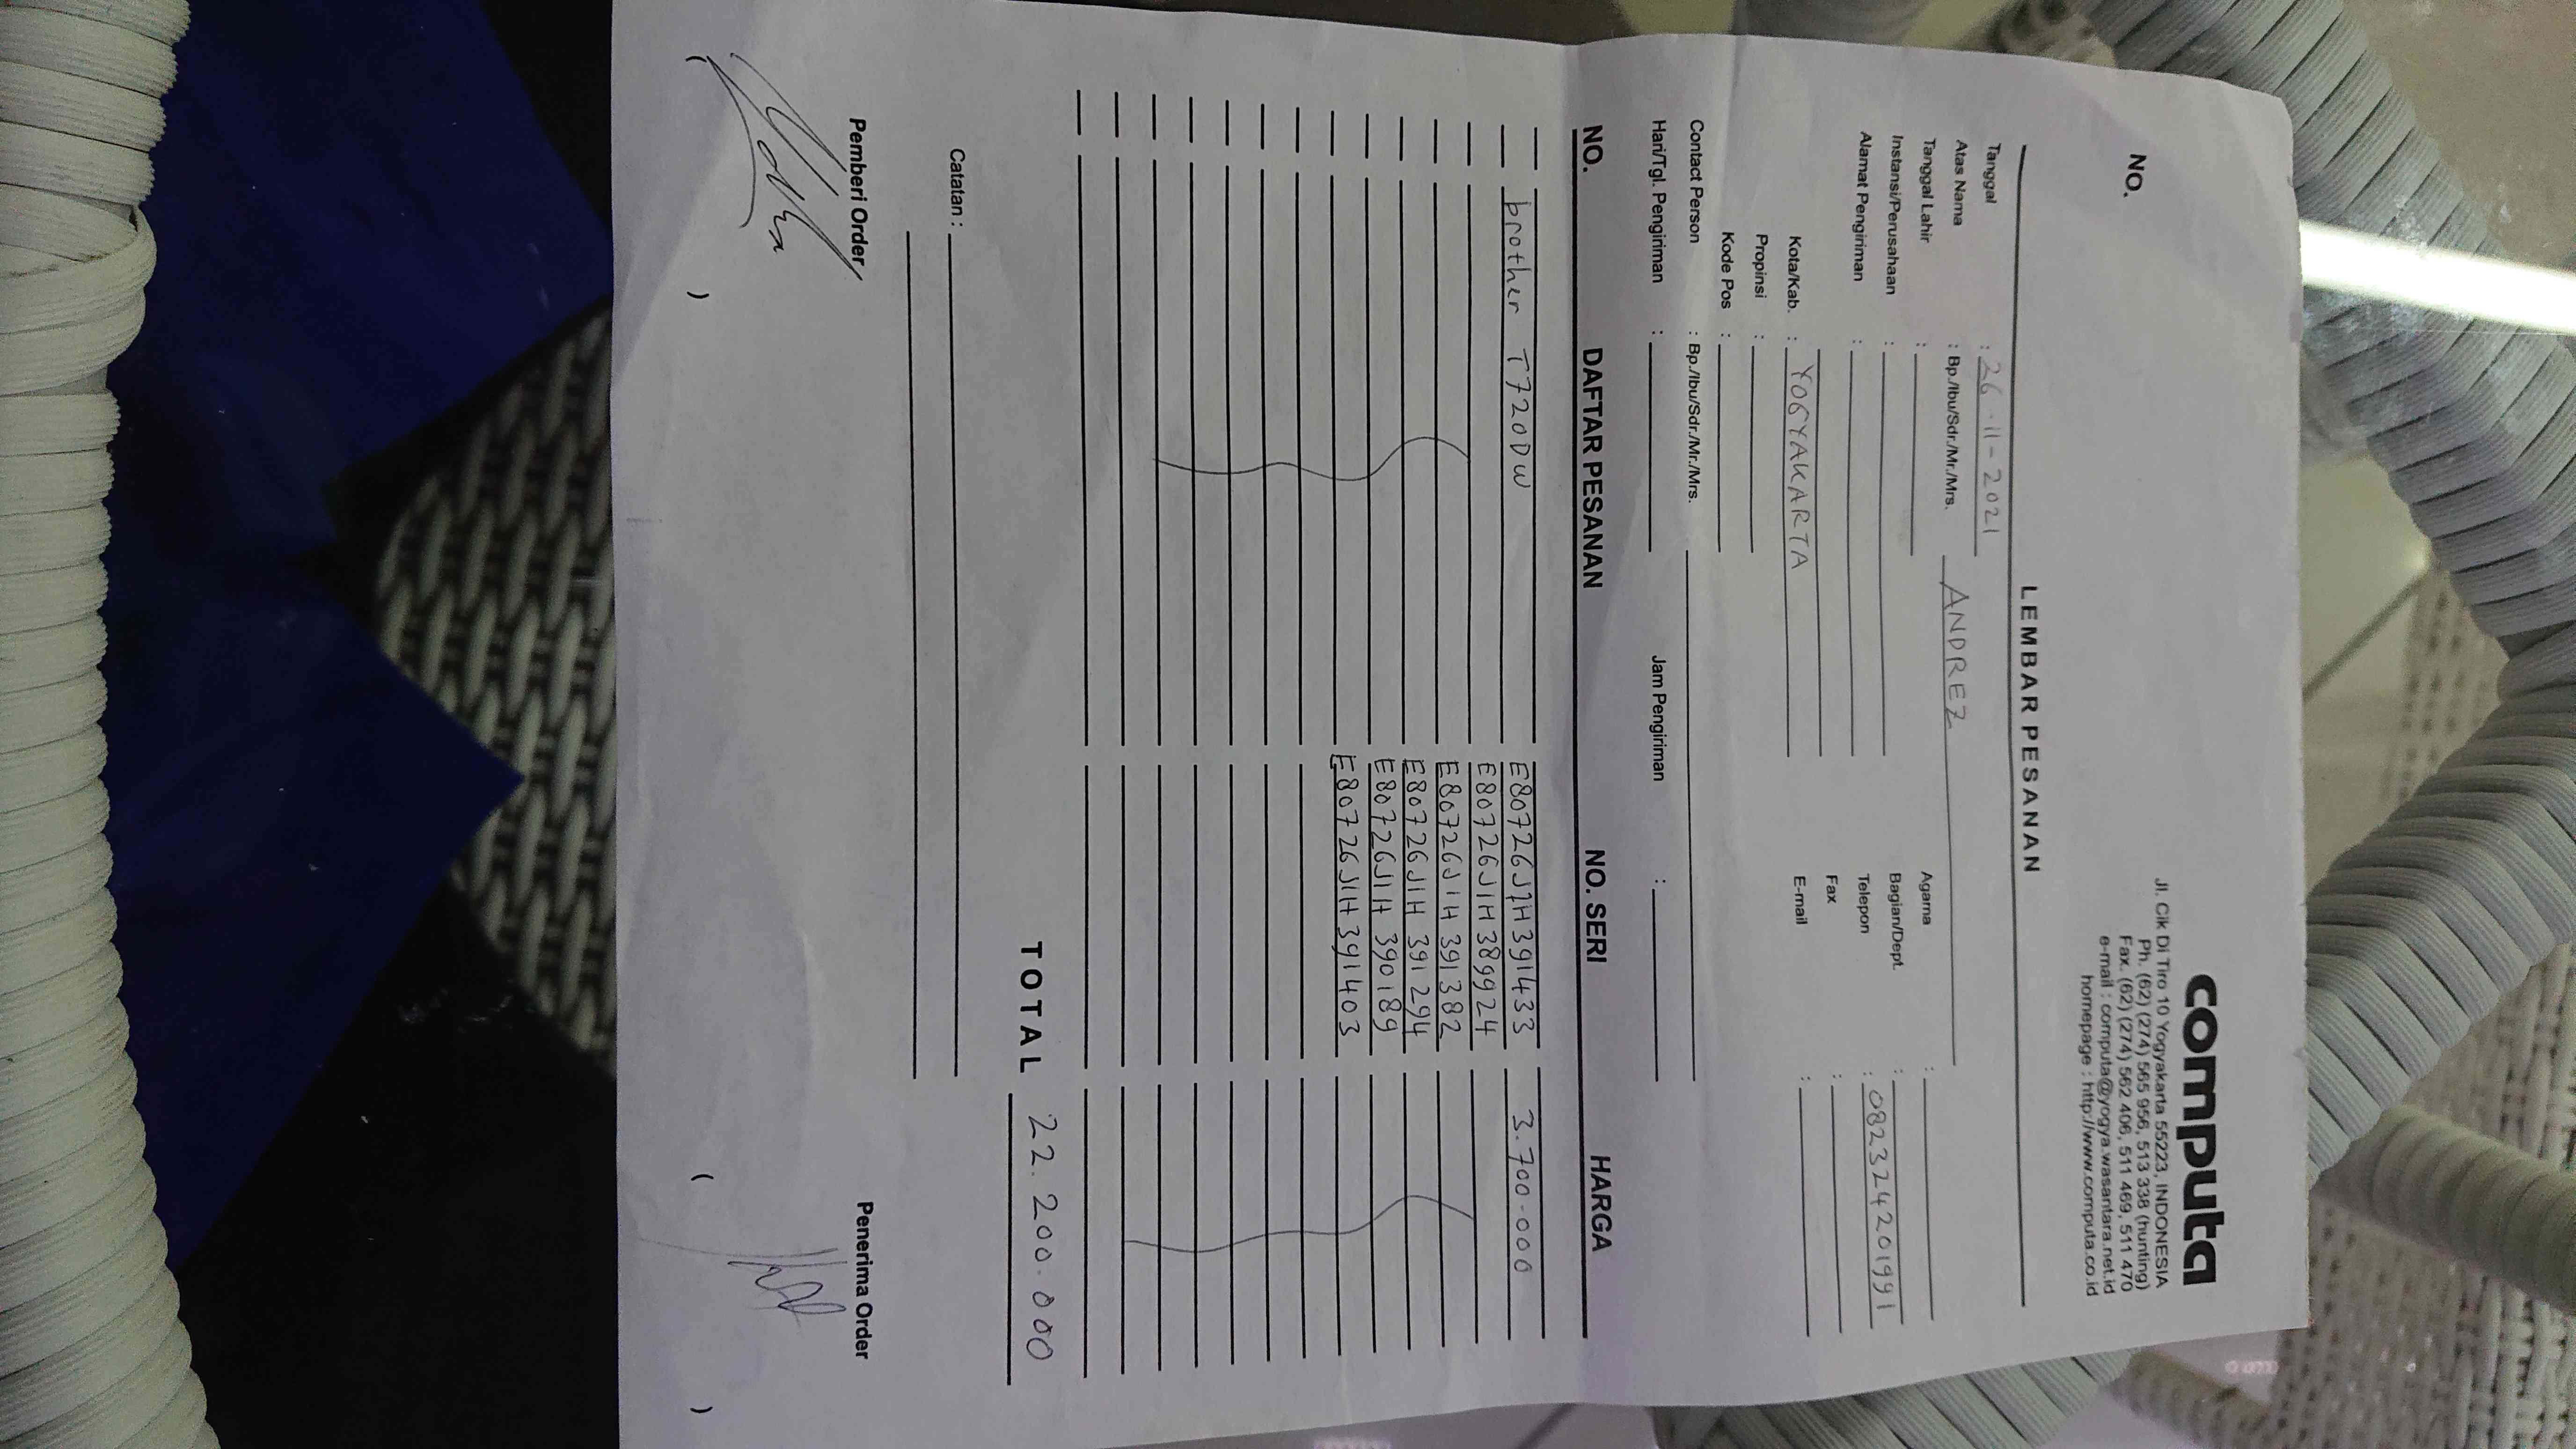 computa
Jl. Cik Di Tiro 10 Yogyakarta 55223, INDONESIA
Ph. (62) (274) 565 956, 513 338 (hunting)
Fax. (62) (274) 562 406, 511 469, 511 470
e-mail : computa@yogya.wasantara.net.id
homepage : http://www.computa.co.id
NO.
LEMBAR PESANAN
Tanggal : 26-11-2021
Atas Nama : Bp./Ibu/Sdr./Mr./Mrs. ANDREZ
Tanggal Lahir : Agama :
Instansi/Perusahaan : Bagian/Dept. :
Alamat Pengiriman : Telepon : 082324201991
Fax :
Kota/Kab. : YOGYAKARTA E-mail :
Propinsi :
Kode Pos :
Contact Person : Bp./Ibu/Sdr./Mr./Mrs.
Hari/Tgl. Pengiriman : Jam Pengiriman :
NO. DAFTAR PESANAN NO. SERI HARGA
brother T720DW E80726J1H391433 3.700.000
E80726J1H389924
E80726J1H391382
E80726J1H391294
E80726J1H390189
E80726J1H391403
TOTAL 22.200.000
Catatan :
Pemberi Order Penerima Order
( ) ( )